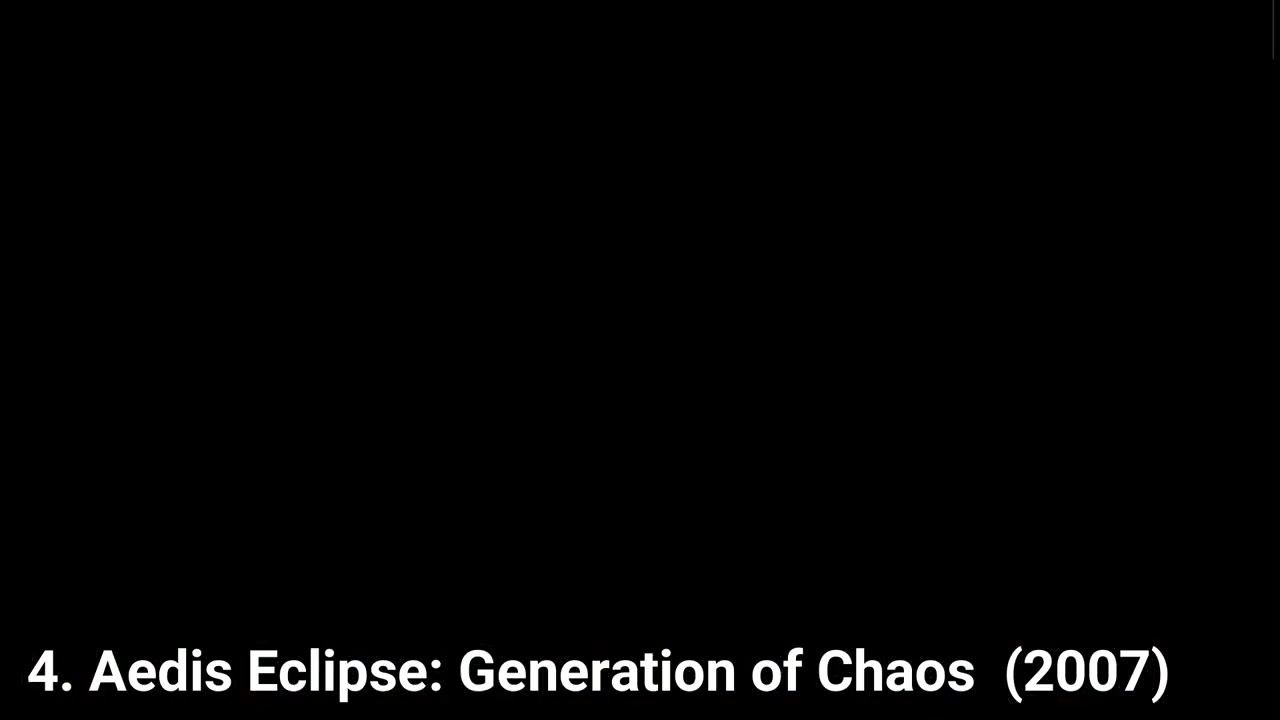 4. Aedis Eclipse: Generation of Chaos  (2007)